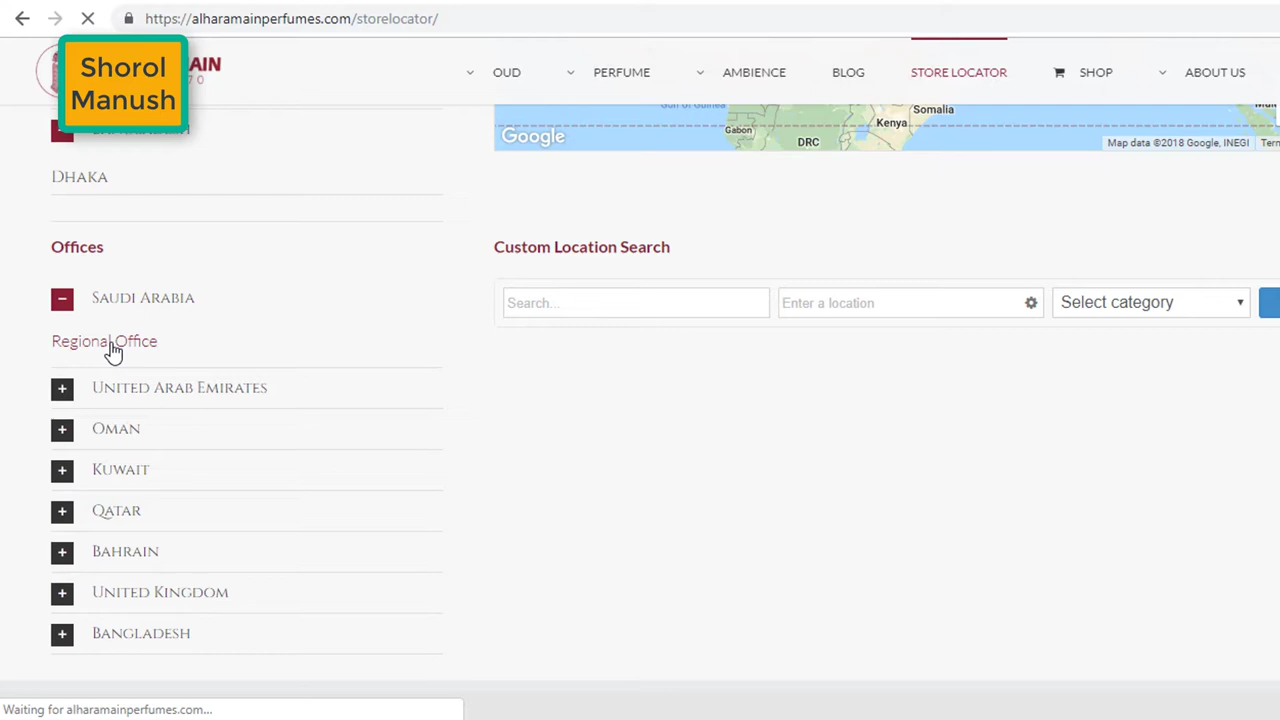 https://alharamainperfumes.com/storelocator/
Shorol
Manush
OUD
PERFUME
AMBIENCE
BLOG
STORE LOCATOR
SHOP
ABOUT US
Somalia
Gabon
Kenya
DRC
Google
Map data ©2018 Google, INEGI
Dhaka
Offices
Custom Location Search
Saudi Arabia
Search...
Enter a location
Select category
Regional Office
United Arab Emirates
Oman
Kuwait
Qatar
Bahrain
United Kingdom
Bangladesh
Waiting for alharamainperfumes.com...